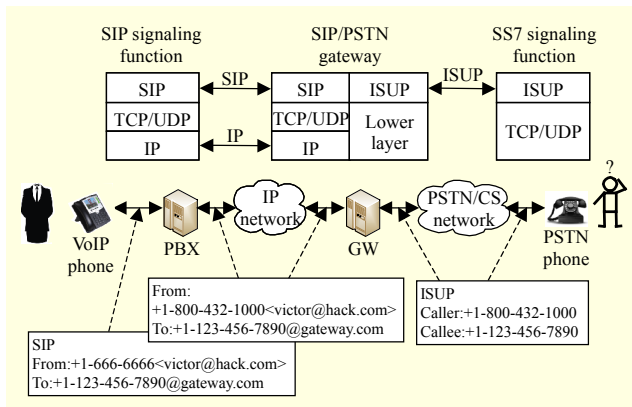 SIP signaling
function
SIP/PSTN
gateway
SS7 signaling
function
SIP
SIP
SIP
ISUP
ISUP
ISUP
TCP/UDP
TCP/UDP
Lower
layer
TCP/UDP
IP
IP
IP
?
VoIP
phone
PBX
IP
network
GW
PSTN/CS
network
PSTN
phone
From:
+1-800-432-1000<victor@hack.com>
To:+1-123-456-7890@gateway.com
ISUP
Caller:+1-800-432-1000
Callee:+1-123-456-7890
SIP
From:+1-666-6666<victor@hack.com>
To:+1-123-456-7890@gateway.com